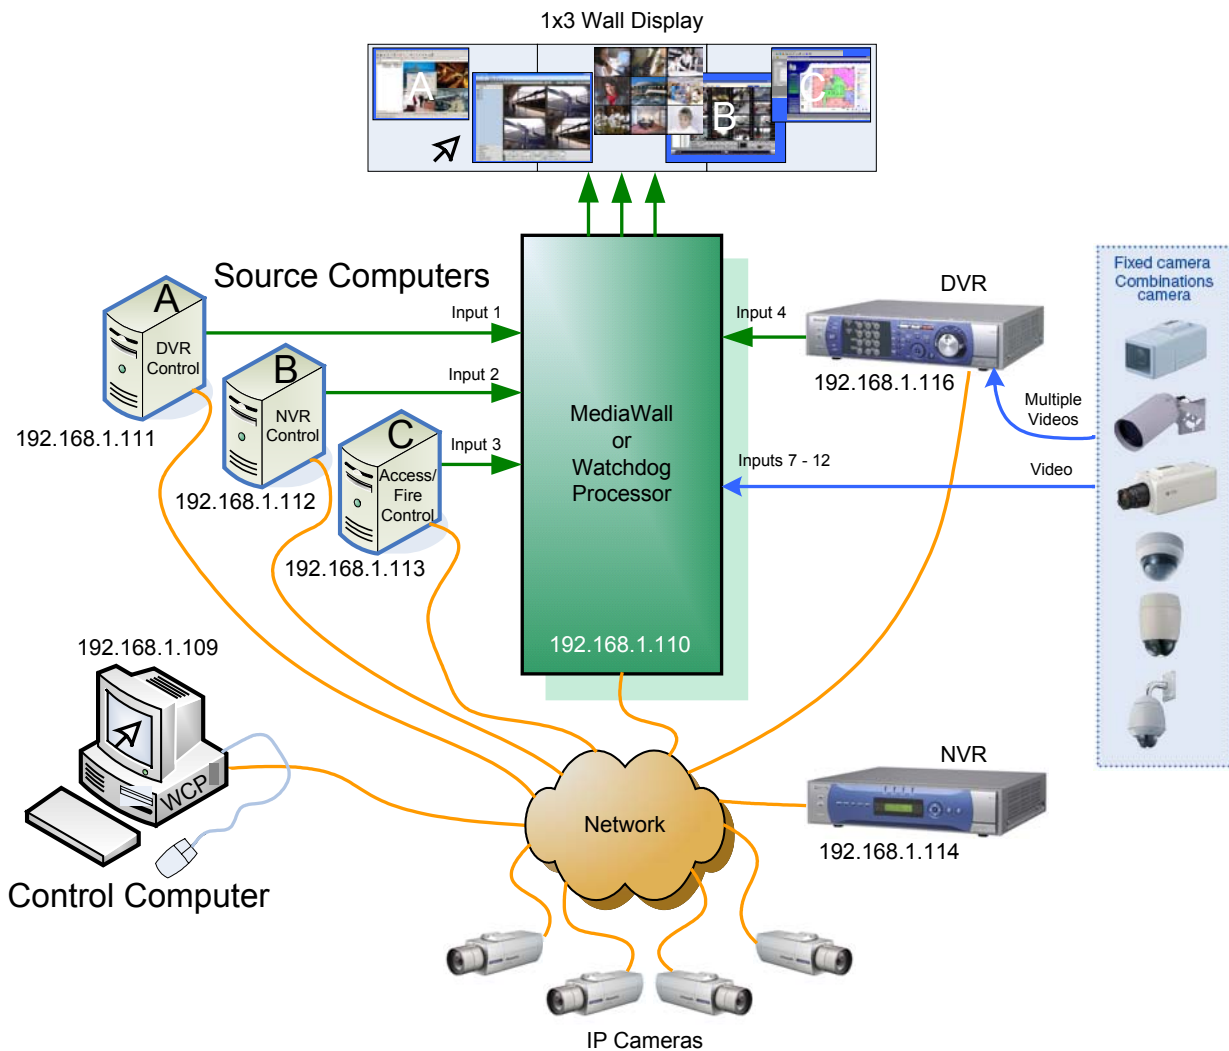 1x3 Wall Display
A
B
C
Source Computers
A
DVR
Control
192.168.1.111
B
NVR
Control
192.168.1.112
C
Access/
Fire
Control
192.168.1.113
Input 1
Input 2
Input 3
MediaWall
or
Watchdog
Processor
192.168.1.110
Input 4
Inputs 7 - 12
DVR
192.168.1.116
Multiple
Videos
Video
Fixed camera
Combinations
camera
192.168.1.109
WCP
Control Computer
Network
NVR
192.168.1.114
IP Cameras